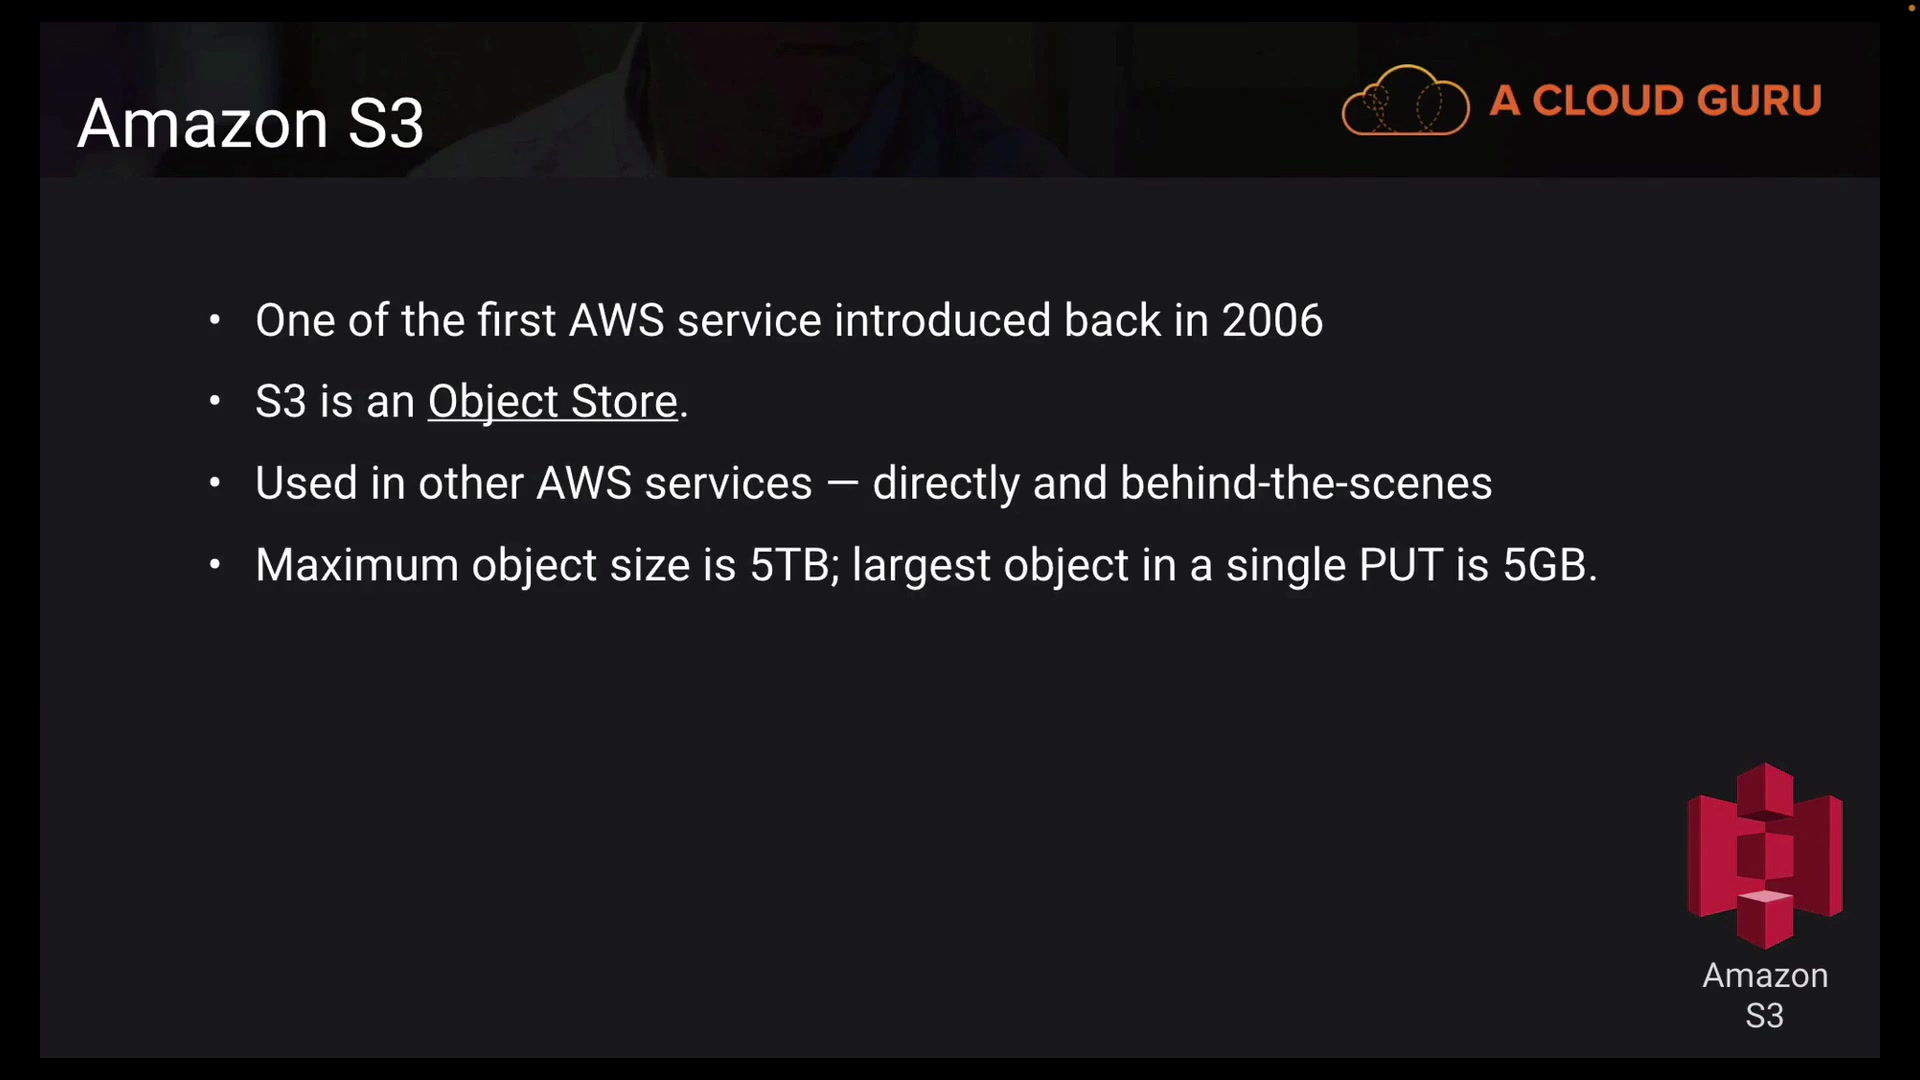 Amazon S3
A CLOUD GURU
• One of the first AWS service introduced back in 2006
• S3 is an Object Store.
• Used in other AWS services — directly and behind-the-scenes
• Maximum object size is 5TB; largest object in a single PUT is 5GB.
Amazon
S3